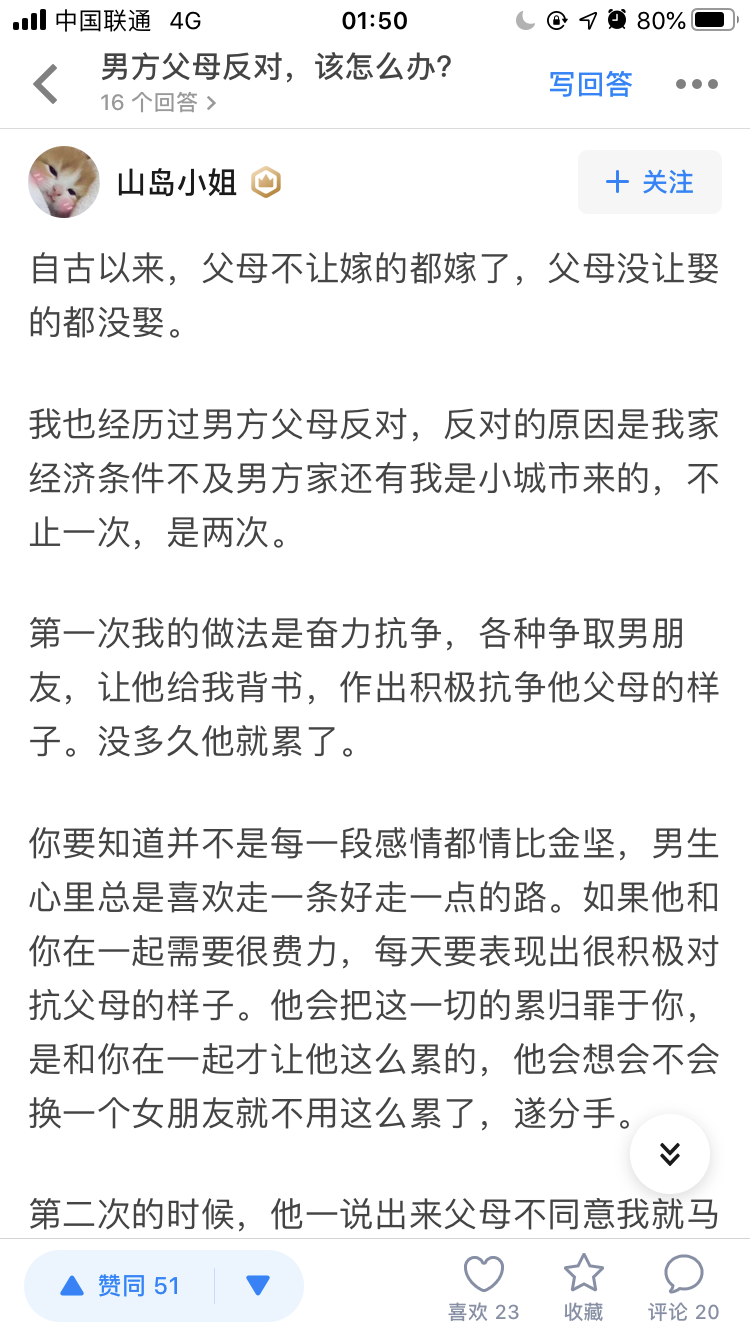 中国联通 4G 01:50 80%
男方父母反对，该怎么办?
16 个回答
写回答
山岛小姐
关注
自古以来，父母不让嫁的都嫁了，父母没让娶
的都没娶。
我也经历过男方父母反对，反对的原因是我家
经济条件不及男方家还有我是小城市来的，不
止一次，是两次。
第一次我的做法是奋力抗争，各种争取男朋
友，让他给我背书，作出积极抗争他父母的样
子。没多久他就累了。
你要知道并不是每一段感情都情比金坚，男生
心里总是喜欢走一条好走一点的路。如果他和
你在一起需要很费力，每天要表现出很积极对
抗父母的样子。他会把这一切的累归罪于你，
是和你在一起才让他这么累的，他会想会不会
换一个女朋友就不用这么累了，遂分手。
第二次的时候，他一说出来父母不同意我就马
赞同 51
喜欢 23
收藏
评论 20